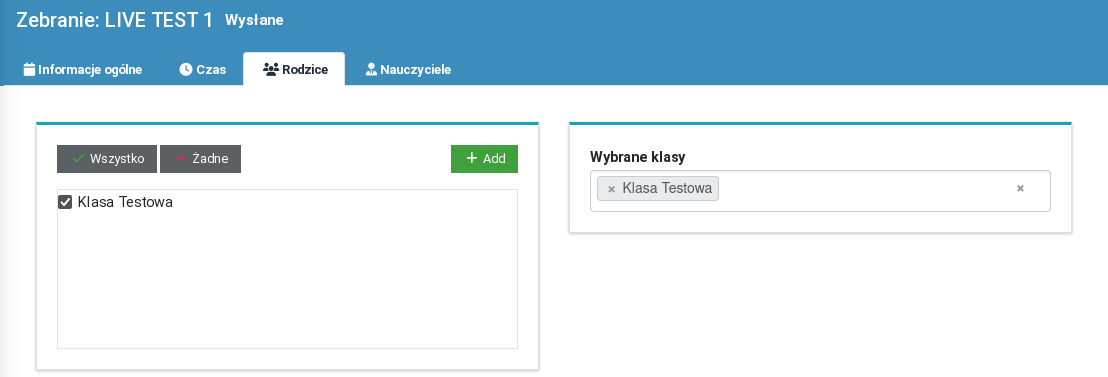 Zebranie: LIVE TEST 1 Wysłane
Informacje ogólne Czas Rodzice Nauczyciele
Wszystko Żadne Add
Klasa Testowa
Wybrane klasy
× Klasa Testowa ×